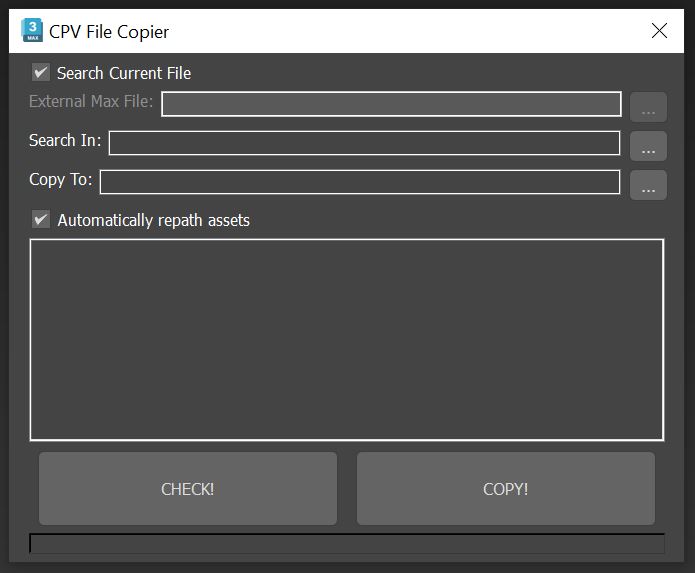 3
MAX
CPV File Copier
Search Current File
External Max File:
...
Search In:
...
Copy To:
...
Automatically repath assets
CHECK!
COPY!